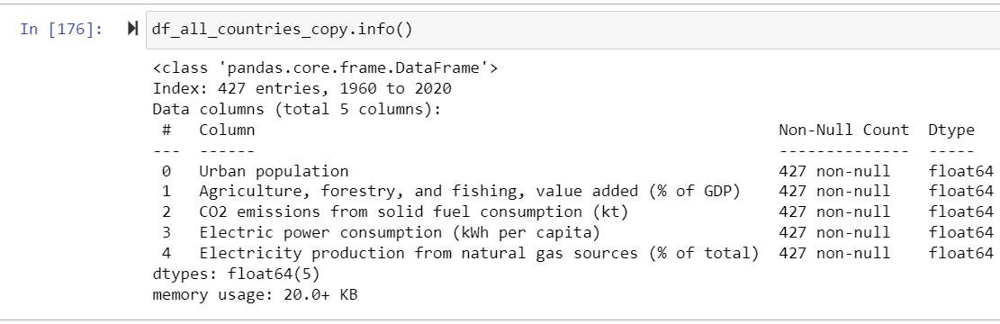 In [176]: df_all_countries_copy.info()
<class 'pandas.core.frame.DataFrame'>
Index: 427 entries, 1960 to 2020
Data columns (total 5 columns):
 #   Column                                                      Non-Null Count  Dtype
---  ------                                                      --------------  -----
 0   Urban population                                            427 non-null    float64
 1   Agriculture, forestry, and fishing, value added (% of GDP)  427 non-null    float64
 2   CO2 emissions from solid fuel consumption (kt)              427 non-null    float64
 3   Electric power consumption (kWh per capita)                 427 non-null    float64
 4   Electricity production from natural gas sources (% of total)  427 non-null    float64
dtypes: float64(5)
memory usage: 20.0+ KB